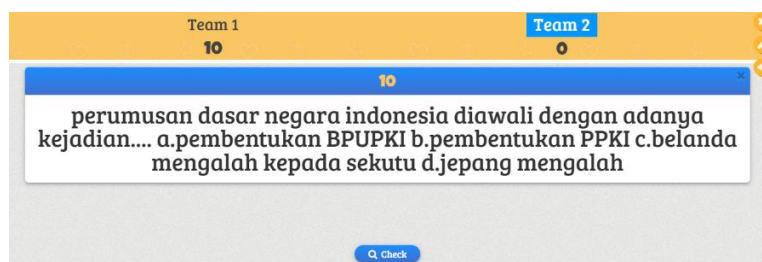 Team 1
10
Team 2
0
10
perumusan dasar negara indonesia diawali dengan adanya
kejadian.... a.pembentukan BPUPKI b.pembentukan PPKI c.belanda
mengalah kepada sekutu d.jepang mengalah
Check